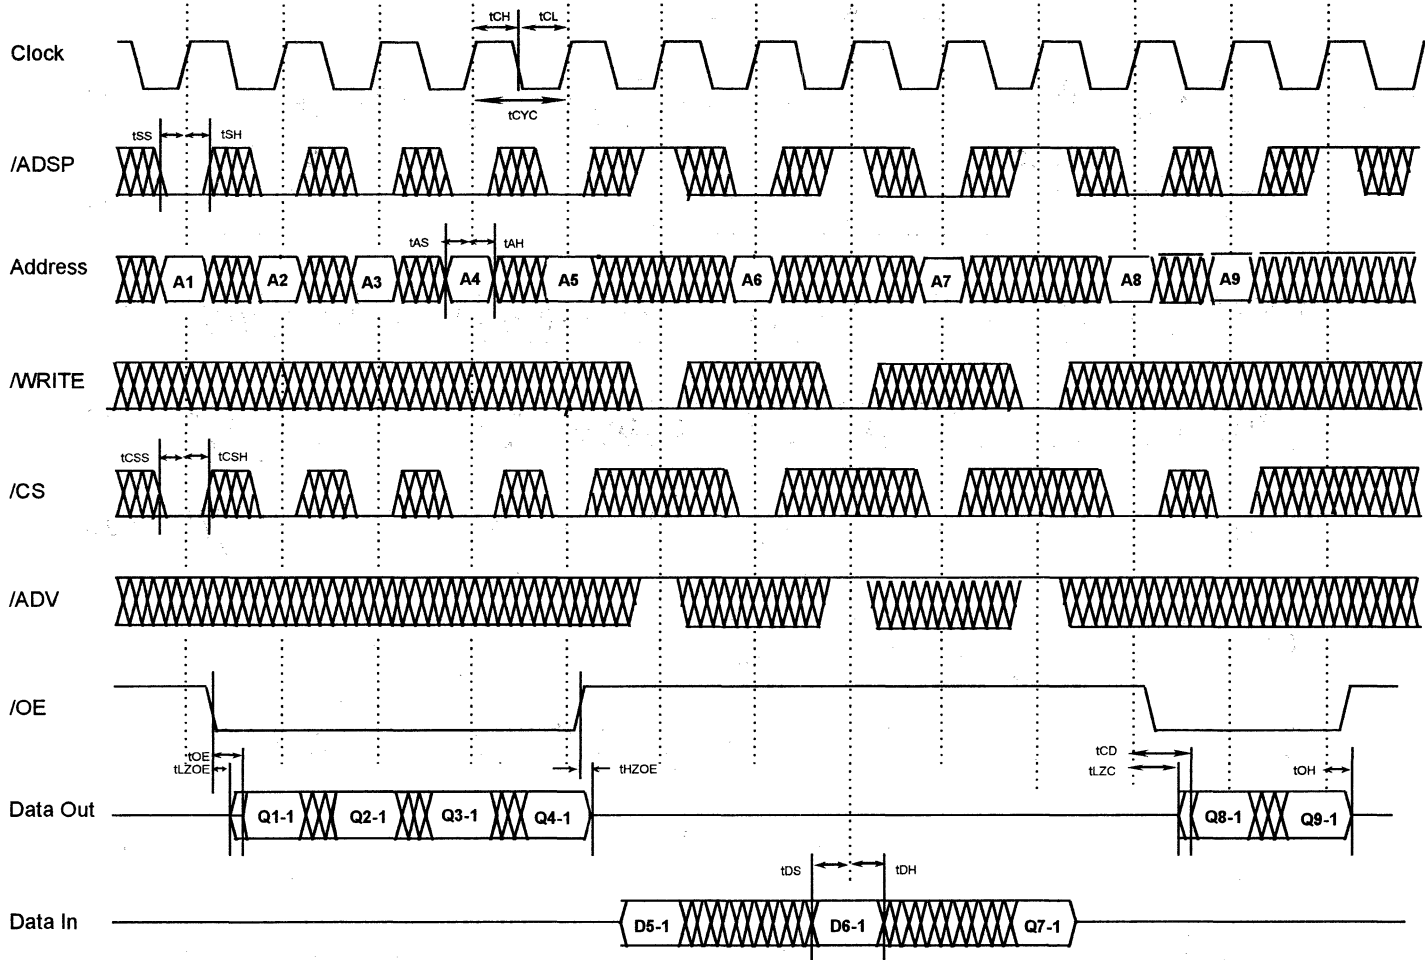 tCH tCL
Clock
tCYC
tSS tSH
/ADSP
tAS tAH
Address A1 A2 A3 A4 A5 A6 A7 A8 A9
/WRITE
tCSS tCSH
/CS
/ADV
/OE
tOE tCD
tLZOE tHZOE tLZC tOH
Data Out Q1-1 Q2-1 Q3-1 Q4-1 Q8-1 Q9-1
tDS tDH
Data In D5-1 D6-1 Q7-1